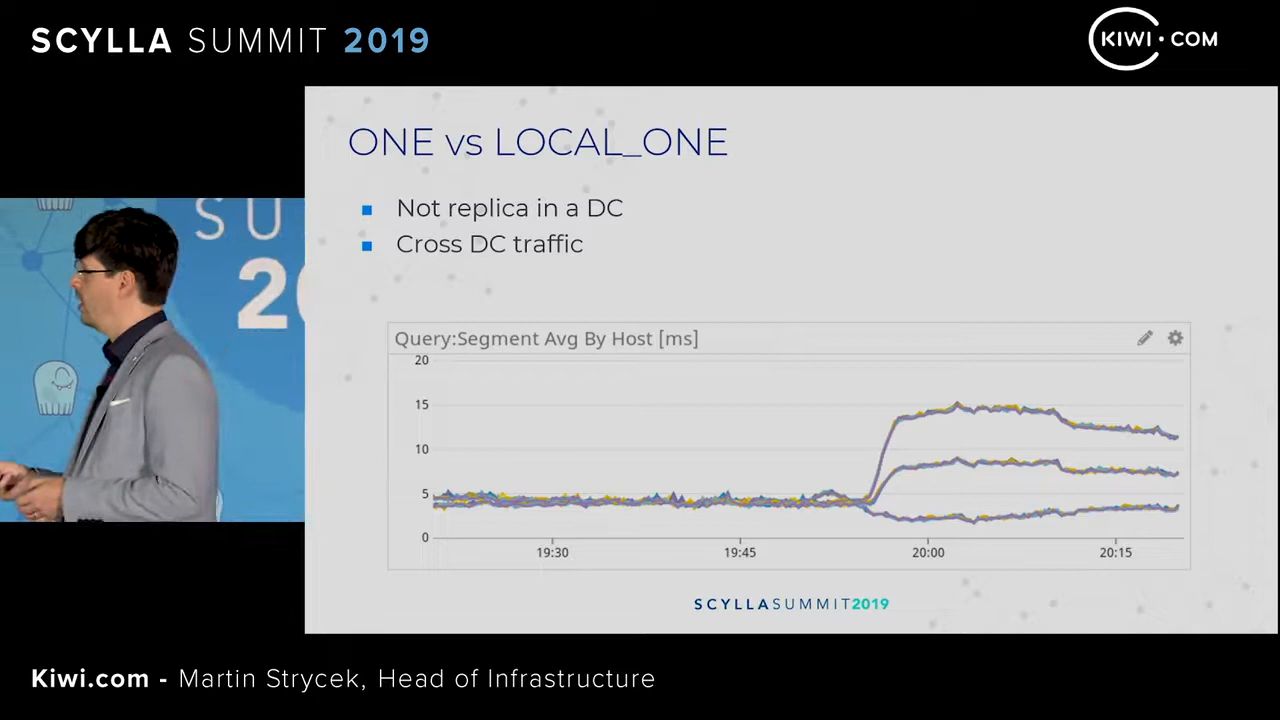 SCYLLA SUMMIT 2019
KIWI.COM
ONE vs LOCAL_ONE
Not replica in a DC
Cross DC traffic
SU
20
Query:Segment Avg By Host [ms]
20
15
10
5
0
19:30
19:45
20:00
20:15
SCYLLASUMMIT2019
Kiwi.com - Martin Strycek, Head of Infrastructure